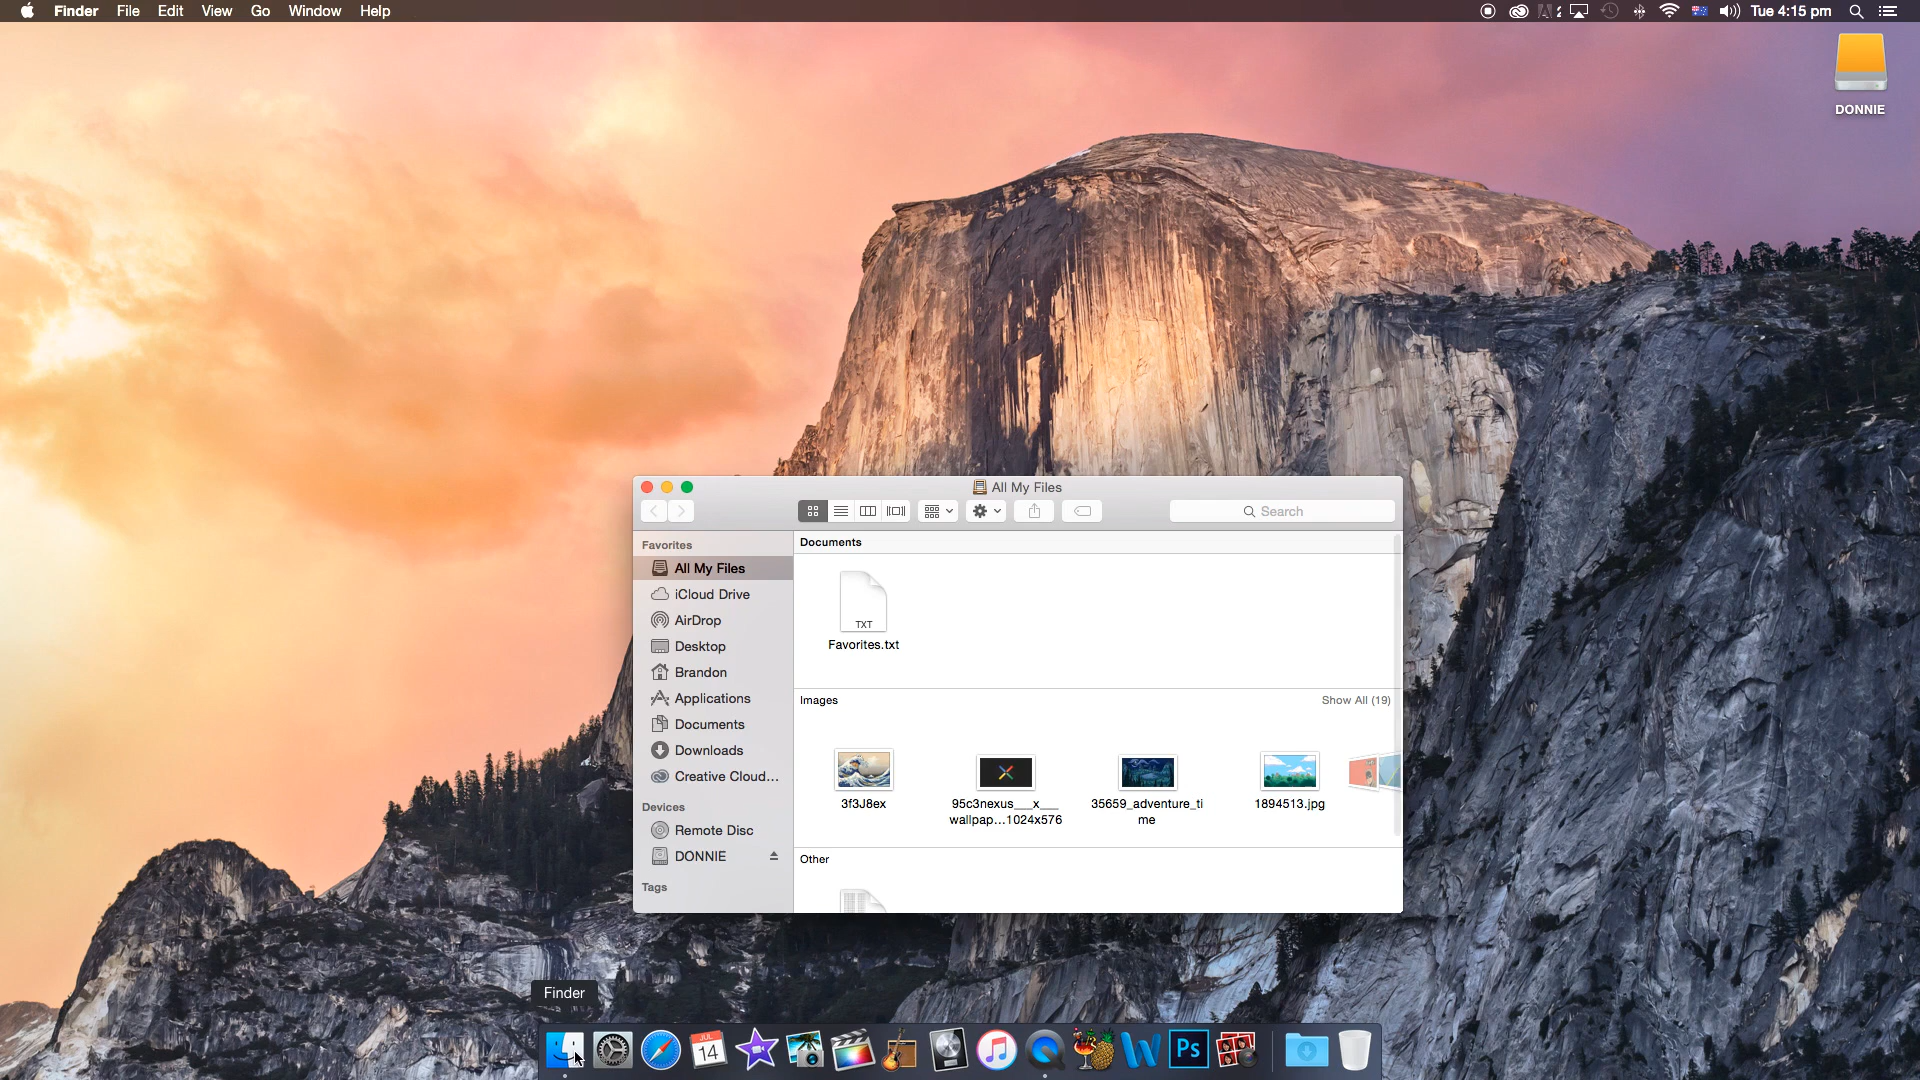 Finder File Edit View Go Window Help
Tue 4:15 pm
DONNIE
All My Files
Search
Favorites
All My Files
iCloud Drive
AirDrop
Desktop
Brandon
Applications
Documents
Downloads
Creative Cloud...
Devices
Remote Disc
DONNIE
Tags
Documents
TXT
Favorites.txt
Images
Show All (19)
3f3J8ex
95c3nexus___x__
wallpap...1024x576
35659_adventure_ti
me
1894513.jpg
Other
Finder
JUL
14
W
Ps